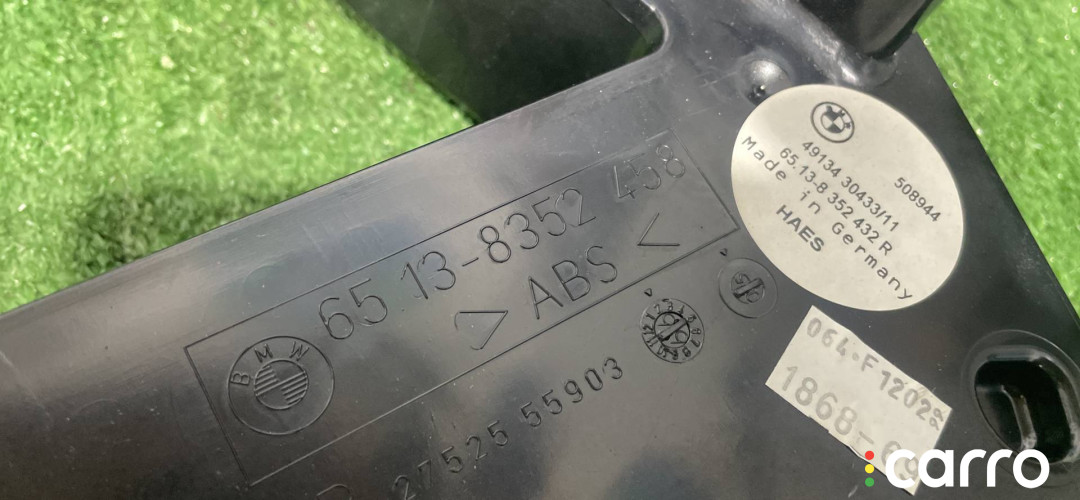 BMW
65 13-8352 458
> ABS <
27525 55903
508944
49134 30433/11
65.13-8 352 432 R
Made in Germany
HAES
064-F1202
1868-
carro